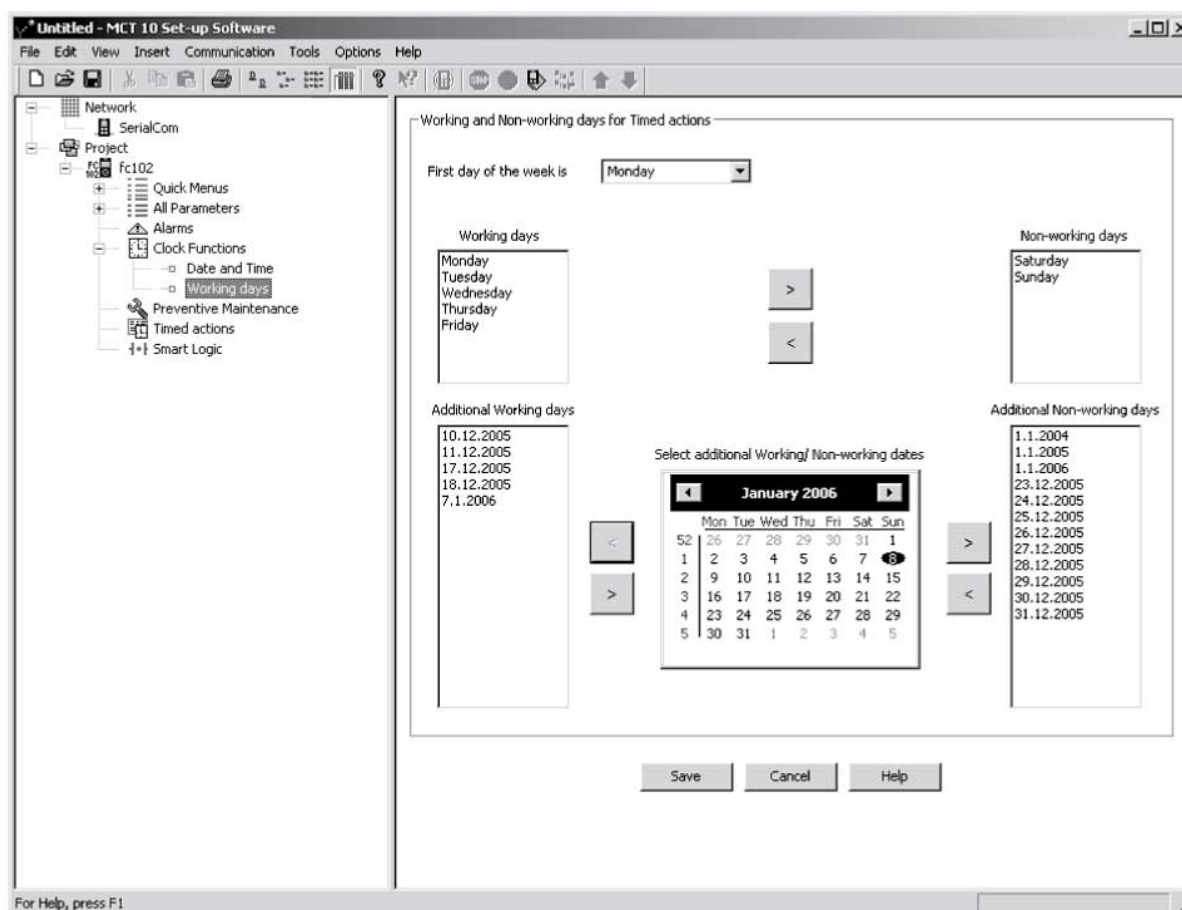 Untitled - MCT 10 Set-up Software
File Edit View Insert Communication Tools Options Help
STOP
Network
SerialCom
Project
FC 102 fc102
Quick Menus
All Parameters
Alarms
Clock Functions
Date and Time
Working days
Preventive Maintenance
Timed actions
Smart Logic
Working and Non-working days for Timed actions
First day of the week is Monday
Working days
Monday
Tuesday
Wednesday
Thursday
Friday
>
<
Non-working days
Saturday
Sunday
Additional Working days
10.12.2005
11.12.2005
17.12.2005
18.12.2005
7.1.2006
<
>
Select additional Working/ Non-working dates
January 2006
Mon Tue Wed Thu Fri Sat Sun
52 26 27 28 29 30 31 1
1 2 3 4 5 6 7 8
2 9 10 11 12 13 14 15
3 16 17 18 19 20 21 22
4 23 24 25 26 27 28 29
5 30 31 1 2 3 4 5
>
<
Additional Non-working days
1.1.2004
1.1.2005
1.1.2006
23.12.2005
24.12.2005
25.12.2005
26.12.2005
27.12.2005
28.12.2005
29.12.2005
30.12.2005
31.12.2005
Save Cancel Help
For Help, press F1